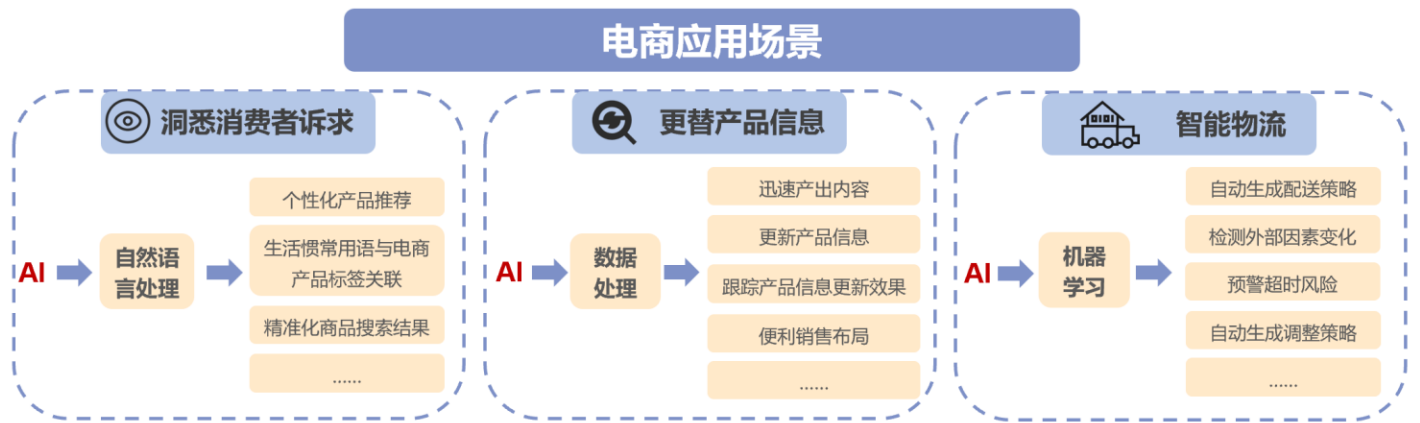 电商应用场景
洞悉消费者诉求
AI
自然语
言处理
个性化产品推荐
生活惯常用语与电商
产品标签关联
精准化商品搜索结果
......
更替产品信息
AI
数据
处理
迅速产出内容
更新产品信息
跟踪产品信息更新效果
便利销售布局
......
智能物流
AI
机器
学习
自动生成配送策略
检测外部因素变化
预警超时风险
自动生成调整策略
......